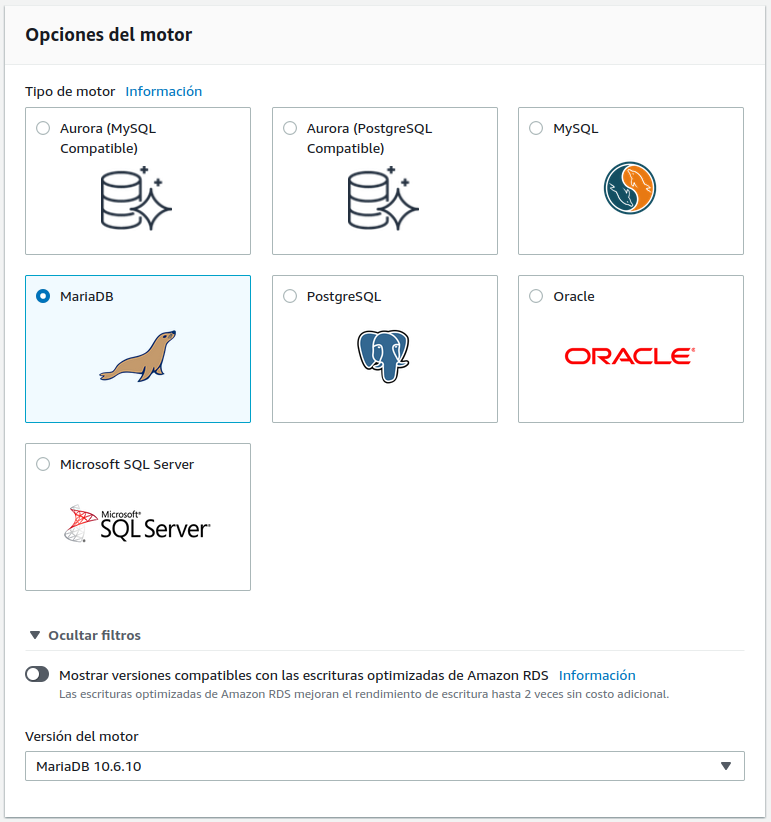 Opciones del motor
Tipo de motor Información
Aurora (MySQL
Compatible)
Aurora (PostgreSQL
Compatible)
MySQL
MariaDB
PostgreSQL
Oracle
ORACLE®
Microsoft SQL Server
Microsoft®
SQL Server®
Ocultar filtros
Mostrar versiones compatibles con las escrituras optimizadas de Amazon RDS Información
Las escrituras optimizadas de Amazon RDS mejoran el rendimiento de escritura hasta 2 veces sin costo adicional.
Versión del motor
MariaDB 10.6.10